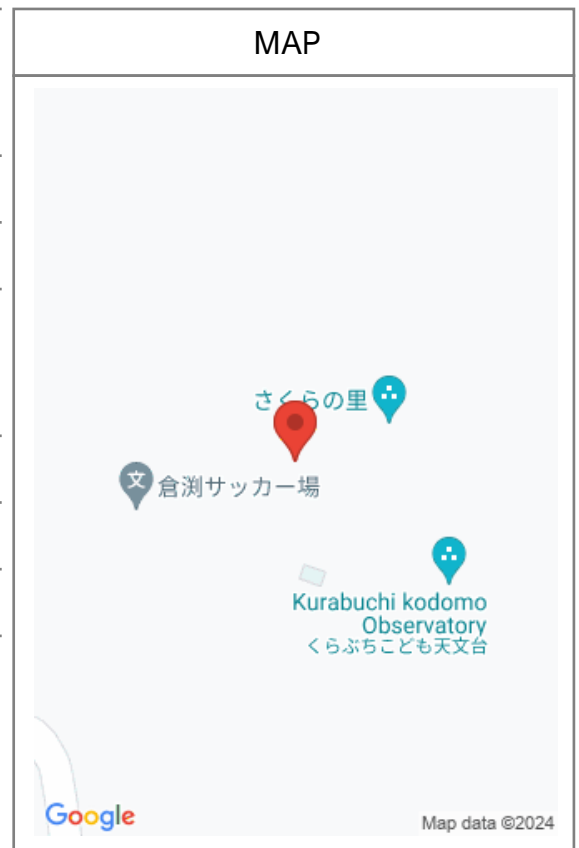 MAP
さくらの里
文
倉渕サッカー場
Kurabuchi kodomo
Observatory
くらぶちこども天文台
Google
Map data ©2024